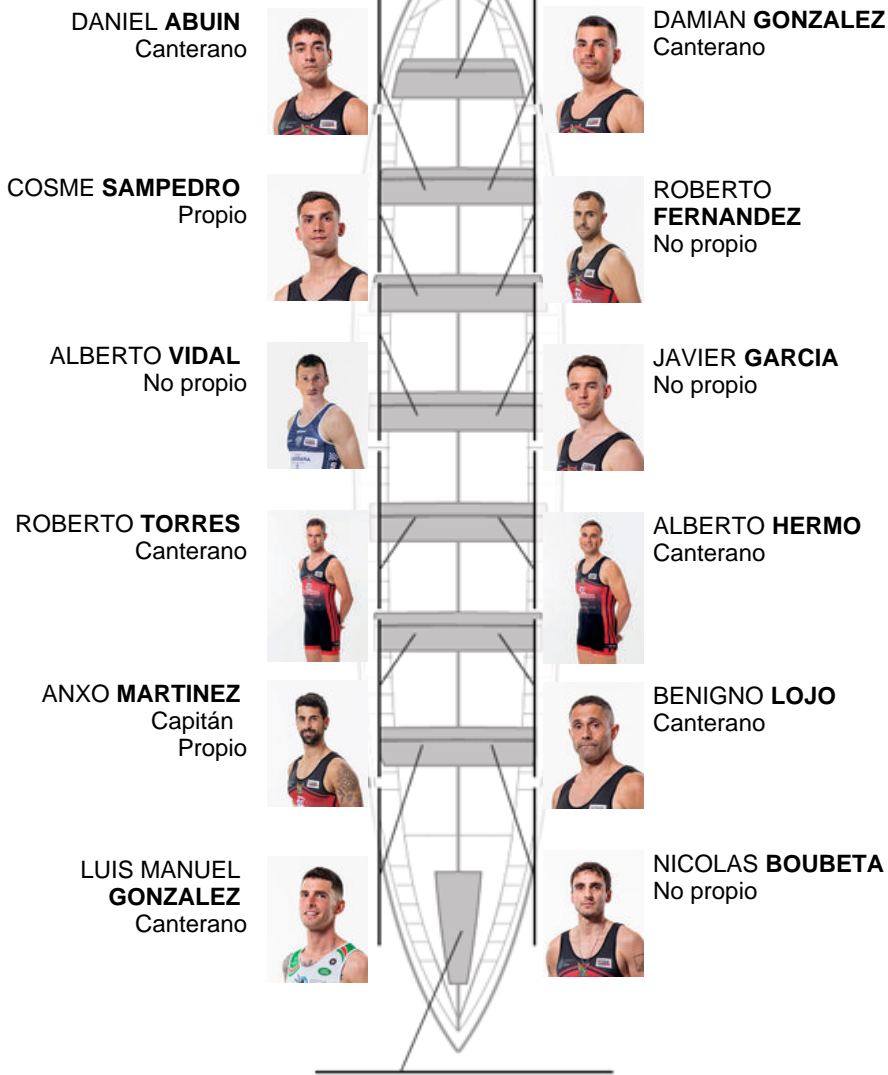 DANIEL ABUIN
Canterano
DAMIAN GONZALEZ
Canterano
COSME SAMPEDRO
Propio
ROBERTO
FERNANDEZ
No propio
ALBERTO VIDAL
No propio
JAVIER GARCIA
No propio
ROBERTO TORRES
Canterano
ALBERTO HERMO
Canterano
ANXO MARTINEZ
Capitán
Propio
BENIGNO LOJO
Canterano
LUIS MANUEL
GONZALEZ
Canterano
NICOLAS BOUBETA
No propio